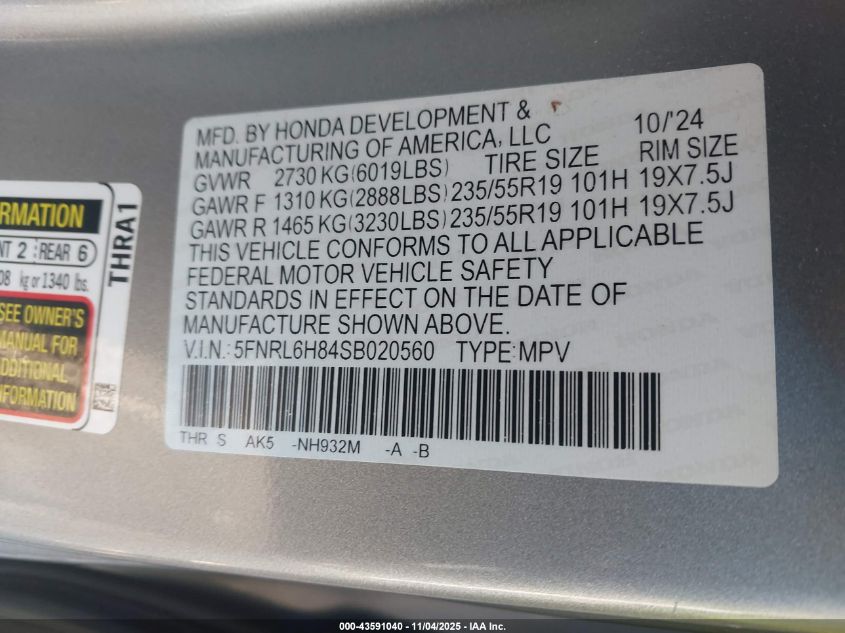 MFD. BY HONDA DEVELOPMENT &
MANUFACTURING OF AMERICA, LLC 10/'24
GVWR 2730 KG(6019LBS) TIRE SIZE RIM SIZE
GAWR F 1310 KG(2888LBS) 235/55R19 101H 19X7.5J
GAWR R 1465 KG(3230LBS) 235/55R19 101H 19X7.5J
THIS VEHICLE CONFORMS TO ALL APPLICABLE
FEDERAL MOTOR VEHICLE SAFETY
STANDARDS IN EFFECT ON THE DATE OF
MANUFACTURE SHOWN ABOVE.
V.I.N.: 5FNRL6H84SB020560 TYPE: MPV
THR S AK5 -NH932M -A -B
REAR 6
2
kg or 1340 lbs.
SEE OWNER'S
MANUAL FOR
THRA1
000-43591040 - 11/04/2025 - IAA Inc.